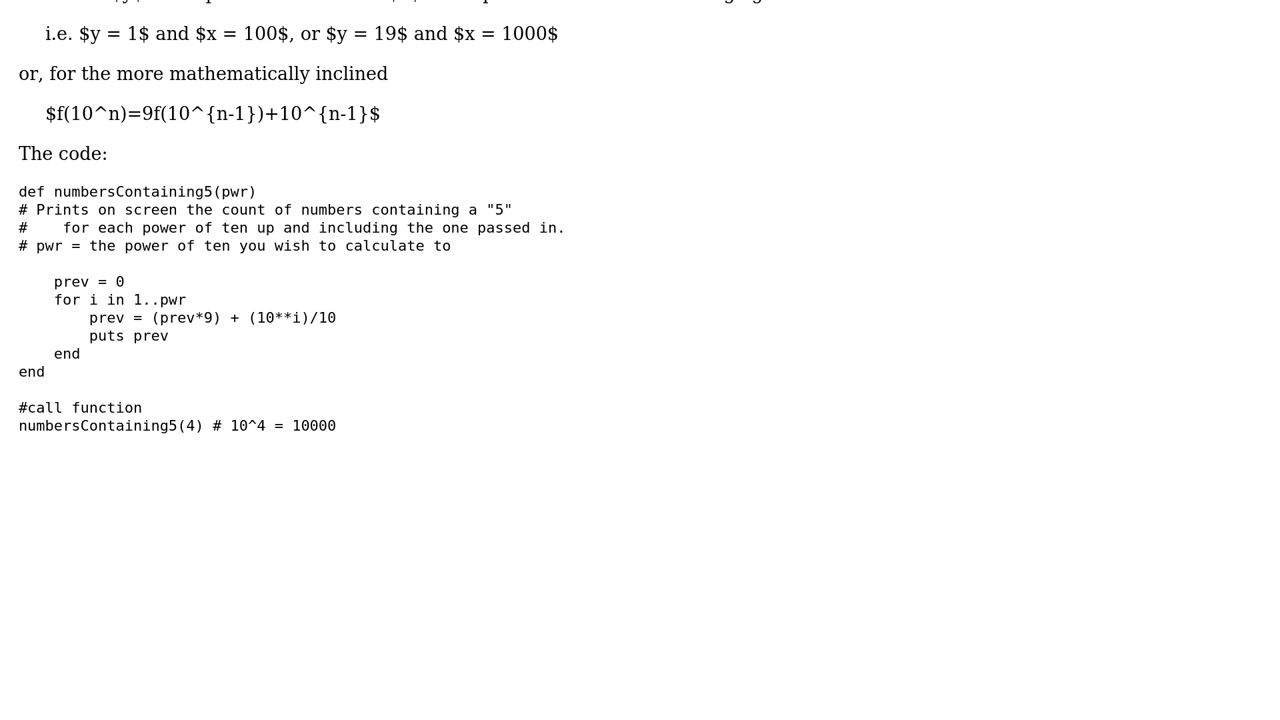 i.e. $y = 1$ and $x = 100$, or $y = 19$ and $x = 1000$
or, for the more mathematically inclined
$f(10^n)=9f(10^{n-1})+10^{n-1}$
The code:
def numbersContaining5(pwr)
# Prints on screen the count of numbers containing a "5"
#    for each power of ten up and including the one passed in.
# pwr = the power of ten you wish to calculate to
    prev = 0
    for i in 1..pwr
        prev = (prev*9) + (10**i)/10
        puts prev
    end
end
#call function
numbersContaining5(4) # 10^4 = 10000